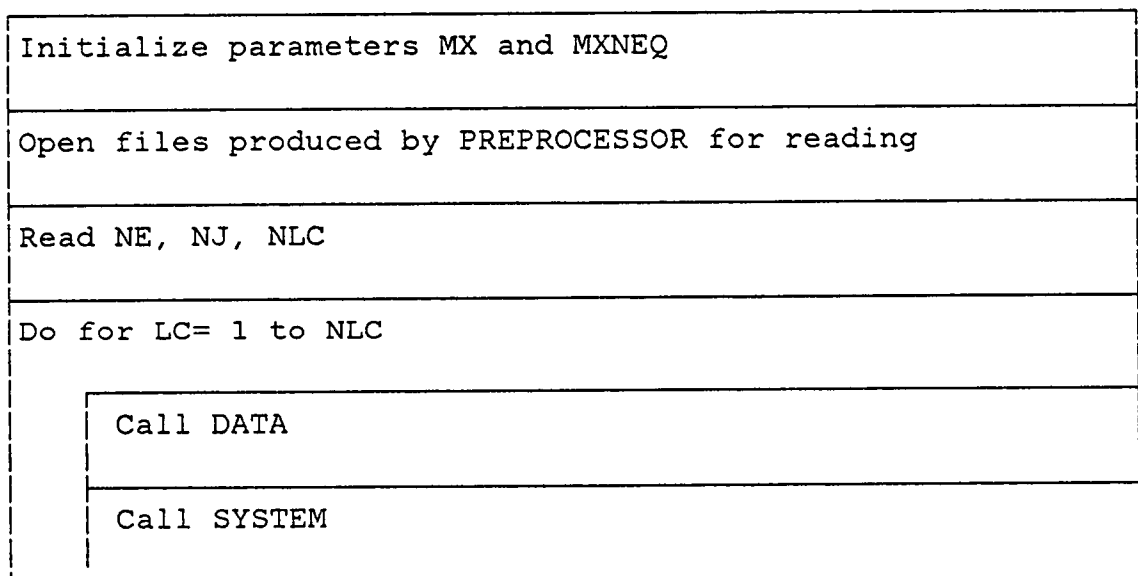 Initialize parameters MX and MXNEQ
Open files produced by PREPROCESSOR for reading
Read NE, NJ, NLC
Do for LC= 1 to NLC
Call DATA
Call SYSTEM